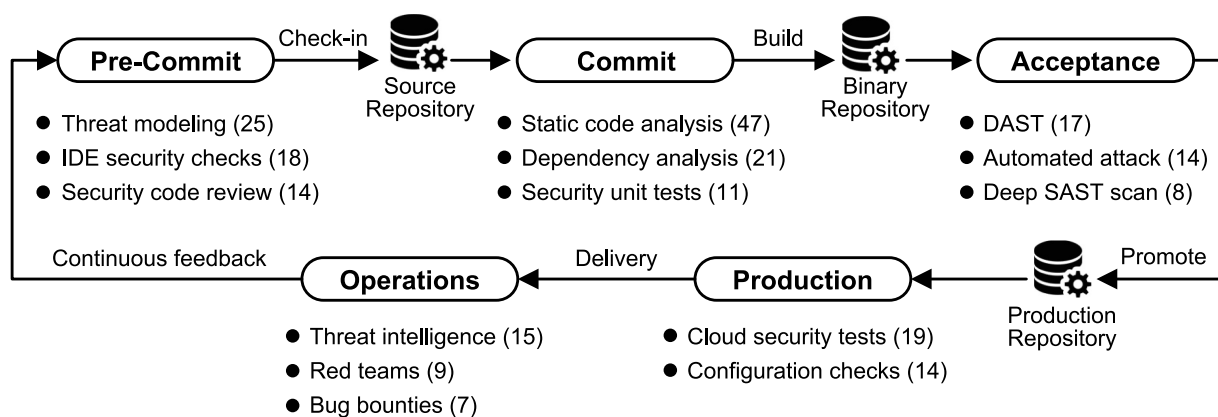 Pre-Commit
Check-in
Source
Repository
Commit
Build
Binary
Repository
Acceptance
Threat modeling (25)
IDE security checks (18)
Security code review (14)
Static code analysis (47)
Dependency analysis (21)
Security unit tests (11)
DAST (17)
Automated attack (14)
Deep SAST scan (8)
Continuous feedback
Operations
Delivery
Production
Production
Repository
Promote
Threat intelligence (15)
Red teams (9)
Bug bounties (7)
Cloud security tests (19)
Configuration checks (14)